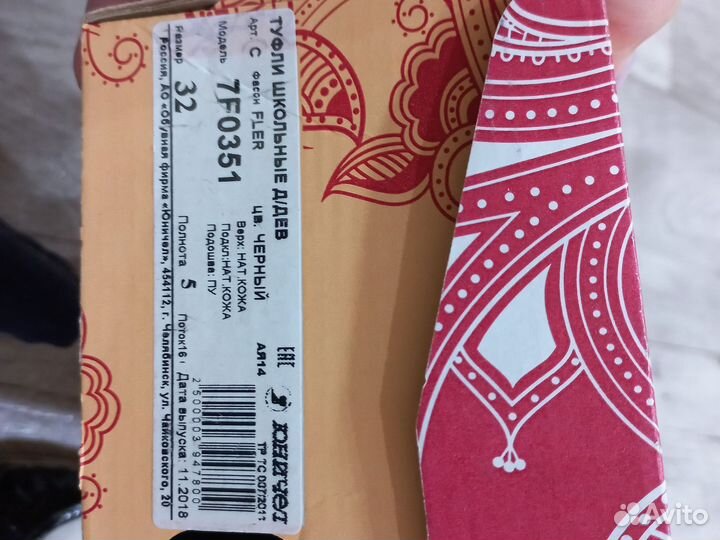 ТУФЛИ ШКОЛЬНЫЕ Д/ДЕВ
Арт. С Фасон FLER цв. ЧЕРНЫЙ
Модель 7F0351
Верх: НАТ.КОЖА
Подкл:НАТ.КОЖА
Подошва: ПУ
Размер 32 Полнота 5 Поток16 Дата выпуска: 11.2018
Россия, АО «Обувная фирма «Юничел», 454112, г. Челябинск, ул. Чайковского, 20
ЕАС
АЯ14
юничел
ТР ТС 007/2011
2500003947800
Avito